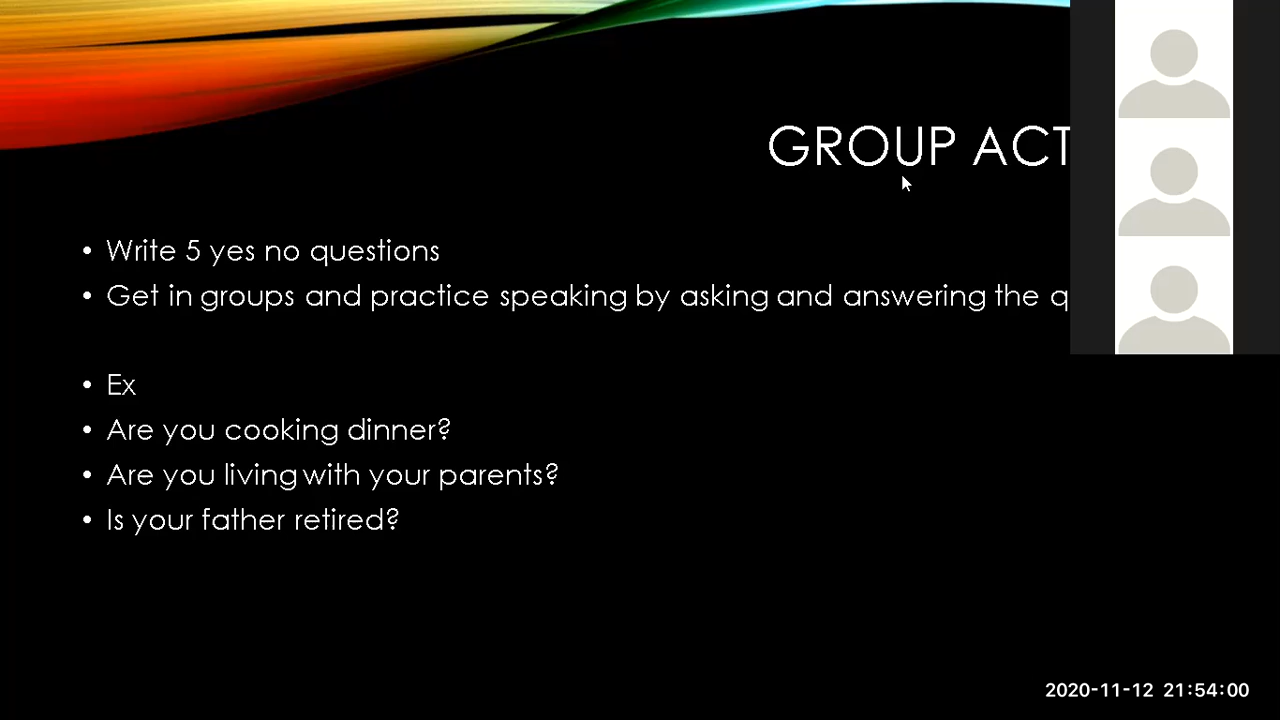 GROUP ACT
• Write 5 yes no questions
• Get in groups and practice speaking by asking and answering the q
• Ex
• Are you cooking dinner?
• Are you living with your parents?
• Is your father retired?
2020-11-12 21:54:00